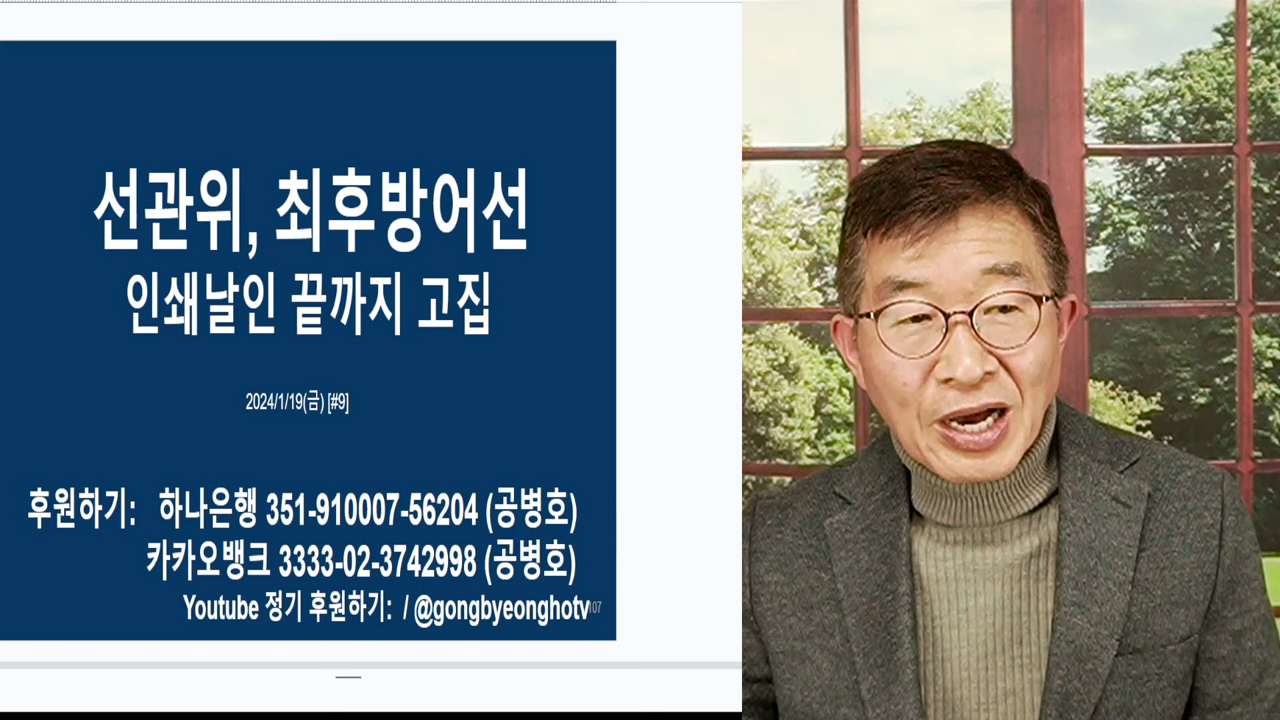 선관위, 최후방어선
인쇄날인 끝까지 고집
2024/1/19(금) [#9]
후원하기: 하나은행 351-910007-56204 (공병호)
카카오뱅크 3333-02-3742998 (공병호)
Youtube 정기 후원하기: / @gongbyeonghotv
107